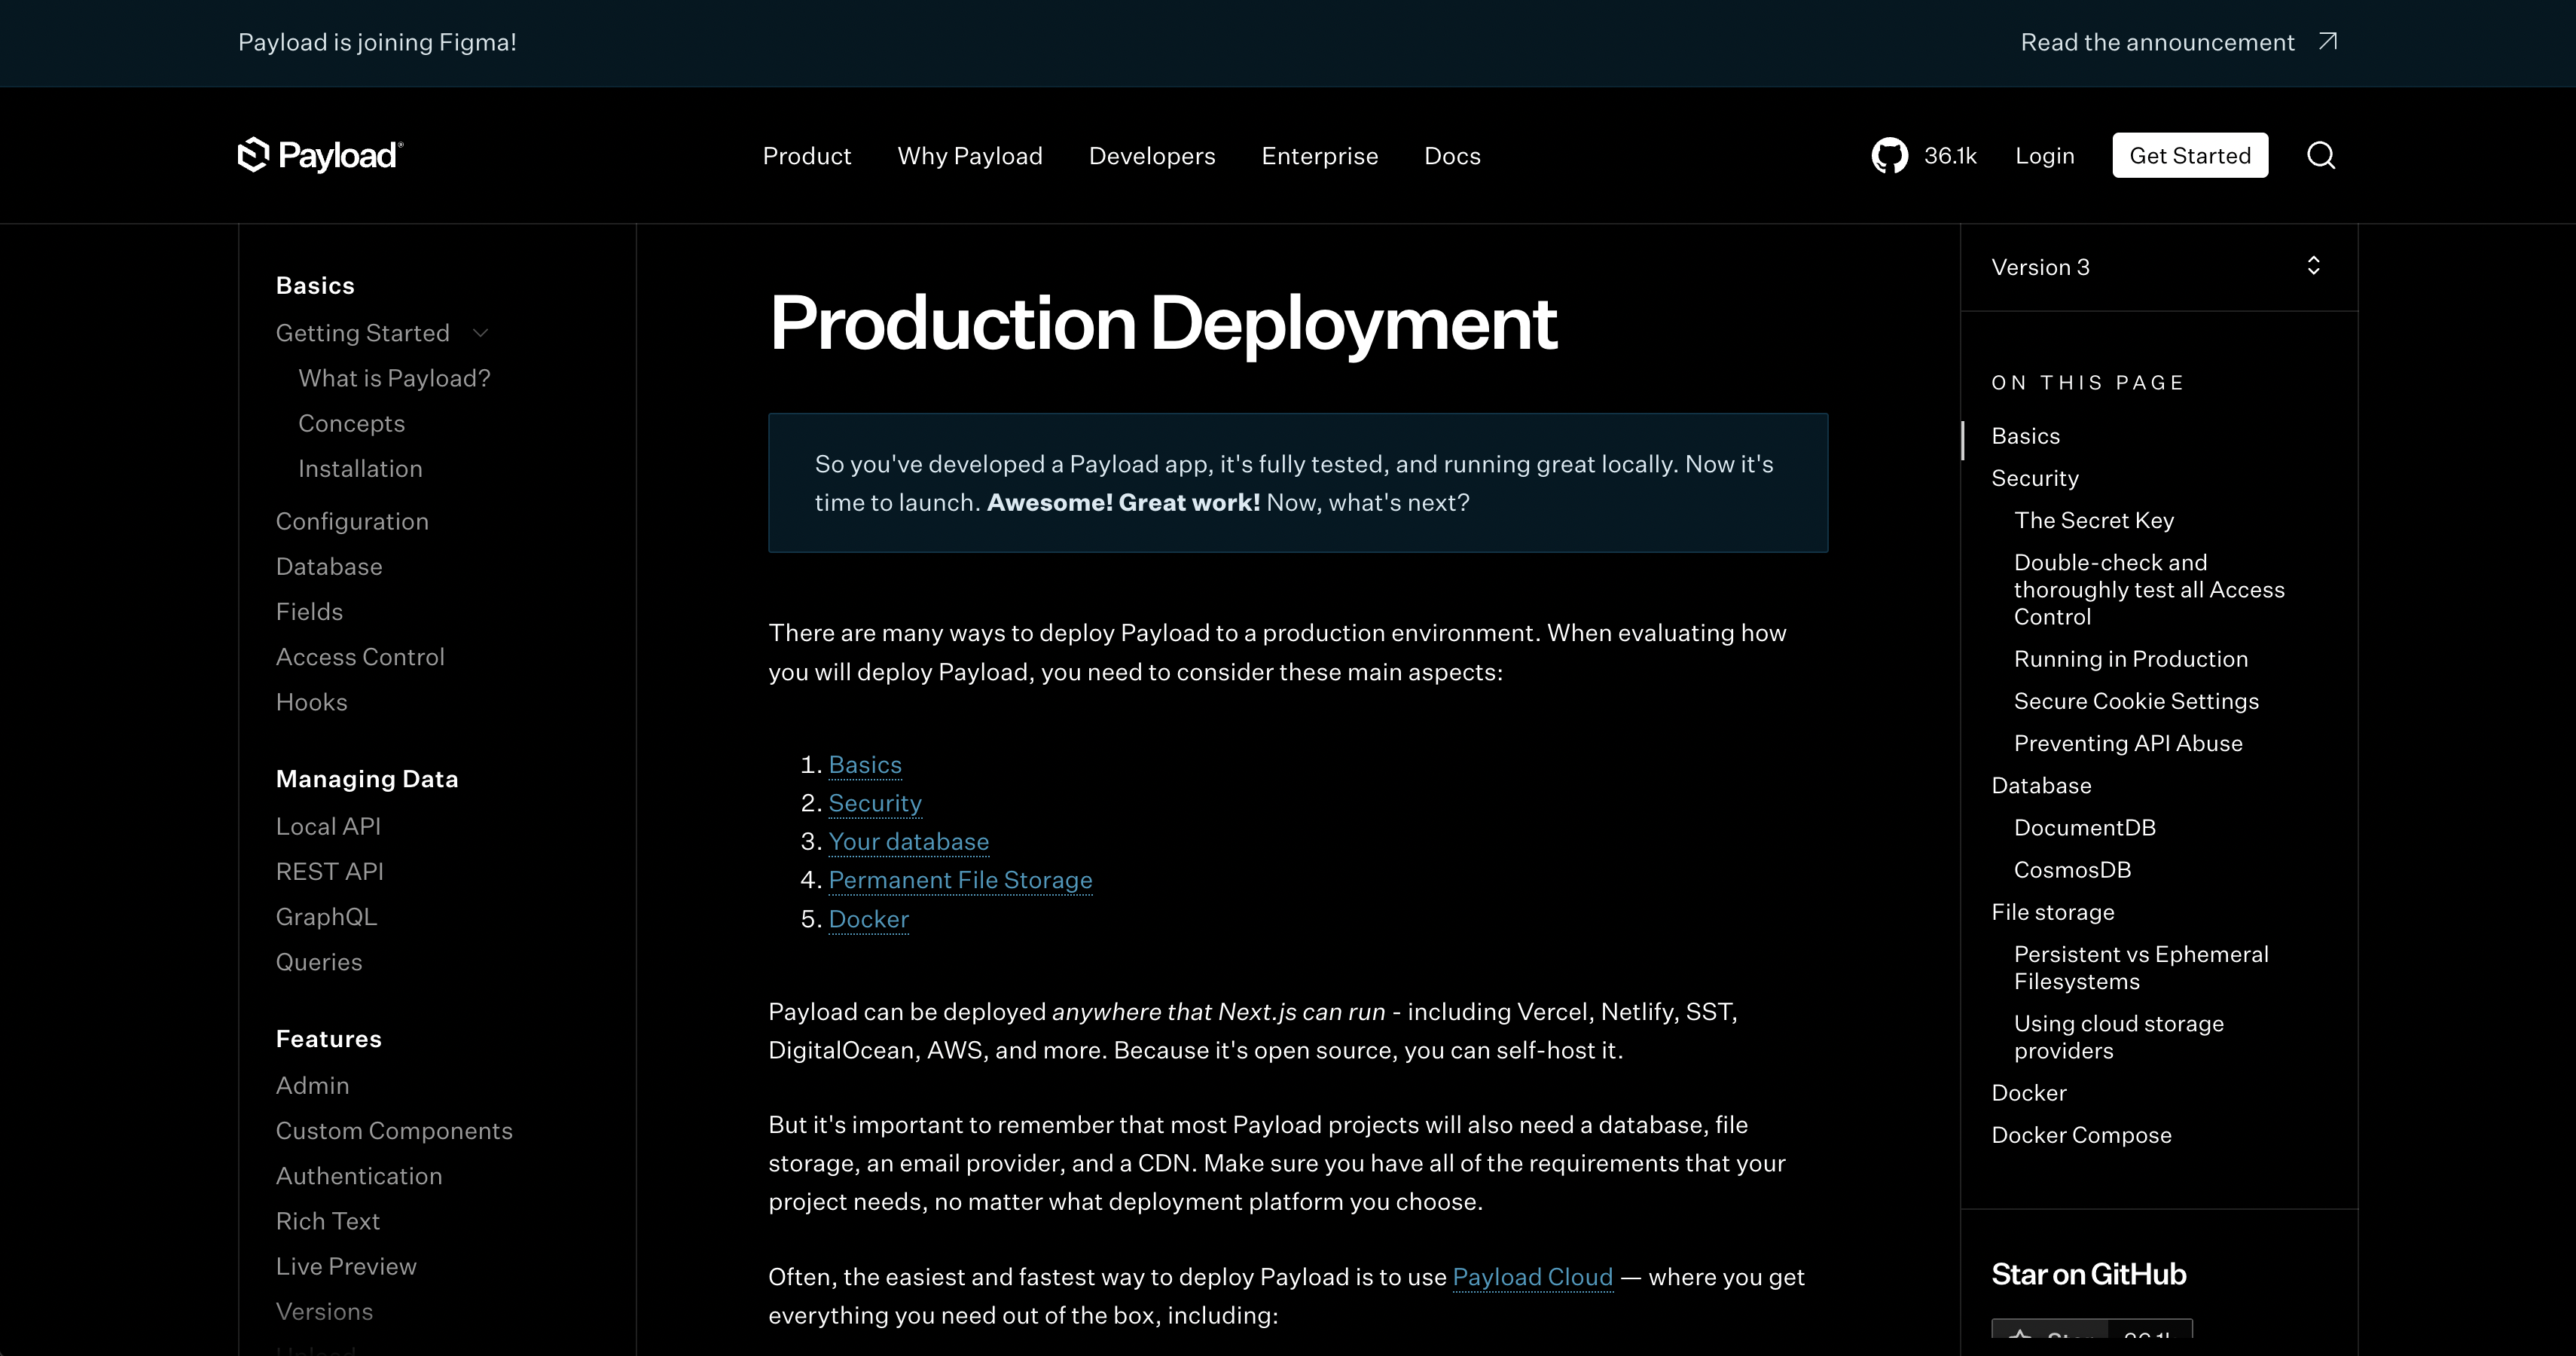 Payload is joining Figma!
Read the announcement
Payload
Product
Why Payload
Developers
Enterprise
Docs
36.1k
Login
Get Started
Basics
Getting Started
What is Payload?
Concepts
Installation
Configuration
Database
Fields
Access Control
Hooks
Managing Data
Local API
REST API
GraphQL
Queries
Features
Admin
Custom Components
Authentication
Rich Text
Live Preview
Versions
Production Deployment
So you've developed a Payload app, it's fully tested, and running great locally. Now it's
time to launch. Awesome! Great work! Now, what's next?
There are many ways to deploy Payload to a production environment. When evaluating how
you will deploy Payload, you need to consider these main aspects:
1. Basics
2. Security
3. Your database
4. Permanent File Storage
5. Docker
Payload can be deployed anywhere that Next.js can run - including Vercel, Netlify, SST,
DigitalOcean, AWS, and more. Because it's open source, you can self-host it.
But it's important to remember that most Payload projects will also need a database, file
storage, an email provider, and a CDN. Make sure you have all of the requirements that your
project needs, no matter what deployment platform you choose.
Often, the easiest and fastest way to deploy Payload is to use Payload Cloud — where you get
everything you need out of the box, including:
Version 3
ON THIS PAGE
Basics
Security
The Secret Key
Double-check and
thoroughly test all Access
Control
Running in Production
Secure Cookie Settings
Preventing API Abuse
Database
DocumentDB
CosmosDB
File storage
Persistent vs Ephemeral
Filesystems
Using cloud storage
providers
Docker
Docker Compose
Star on GitHub